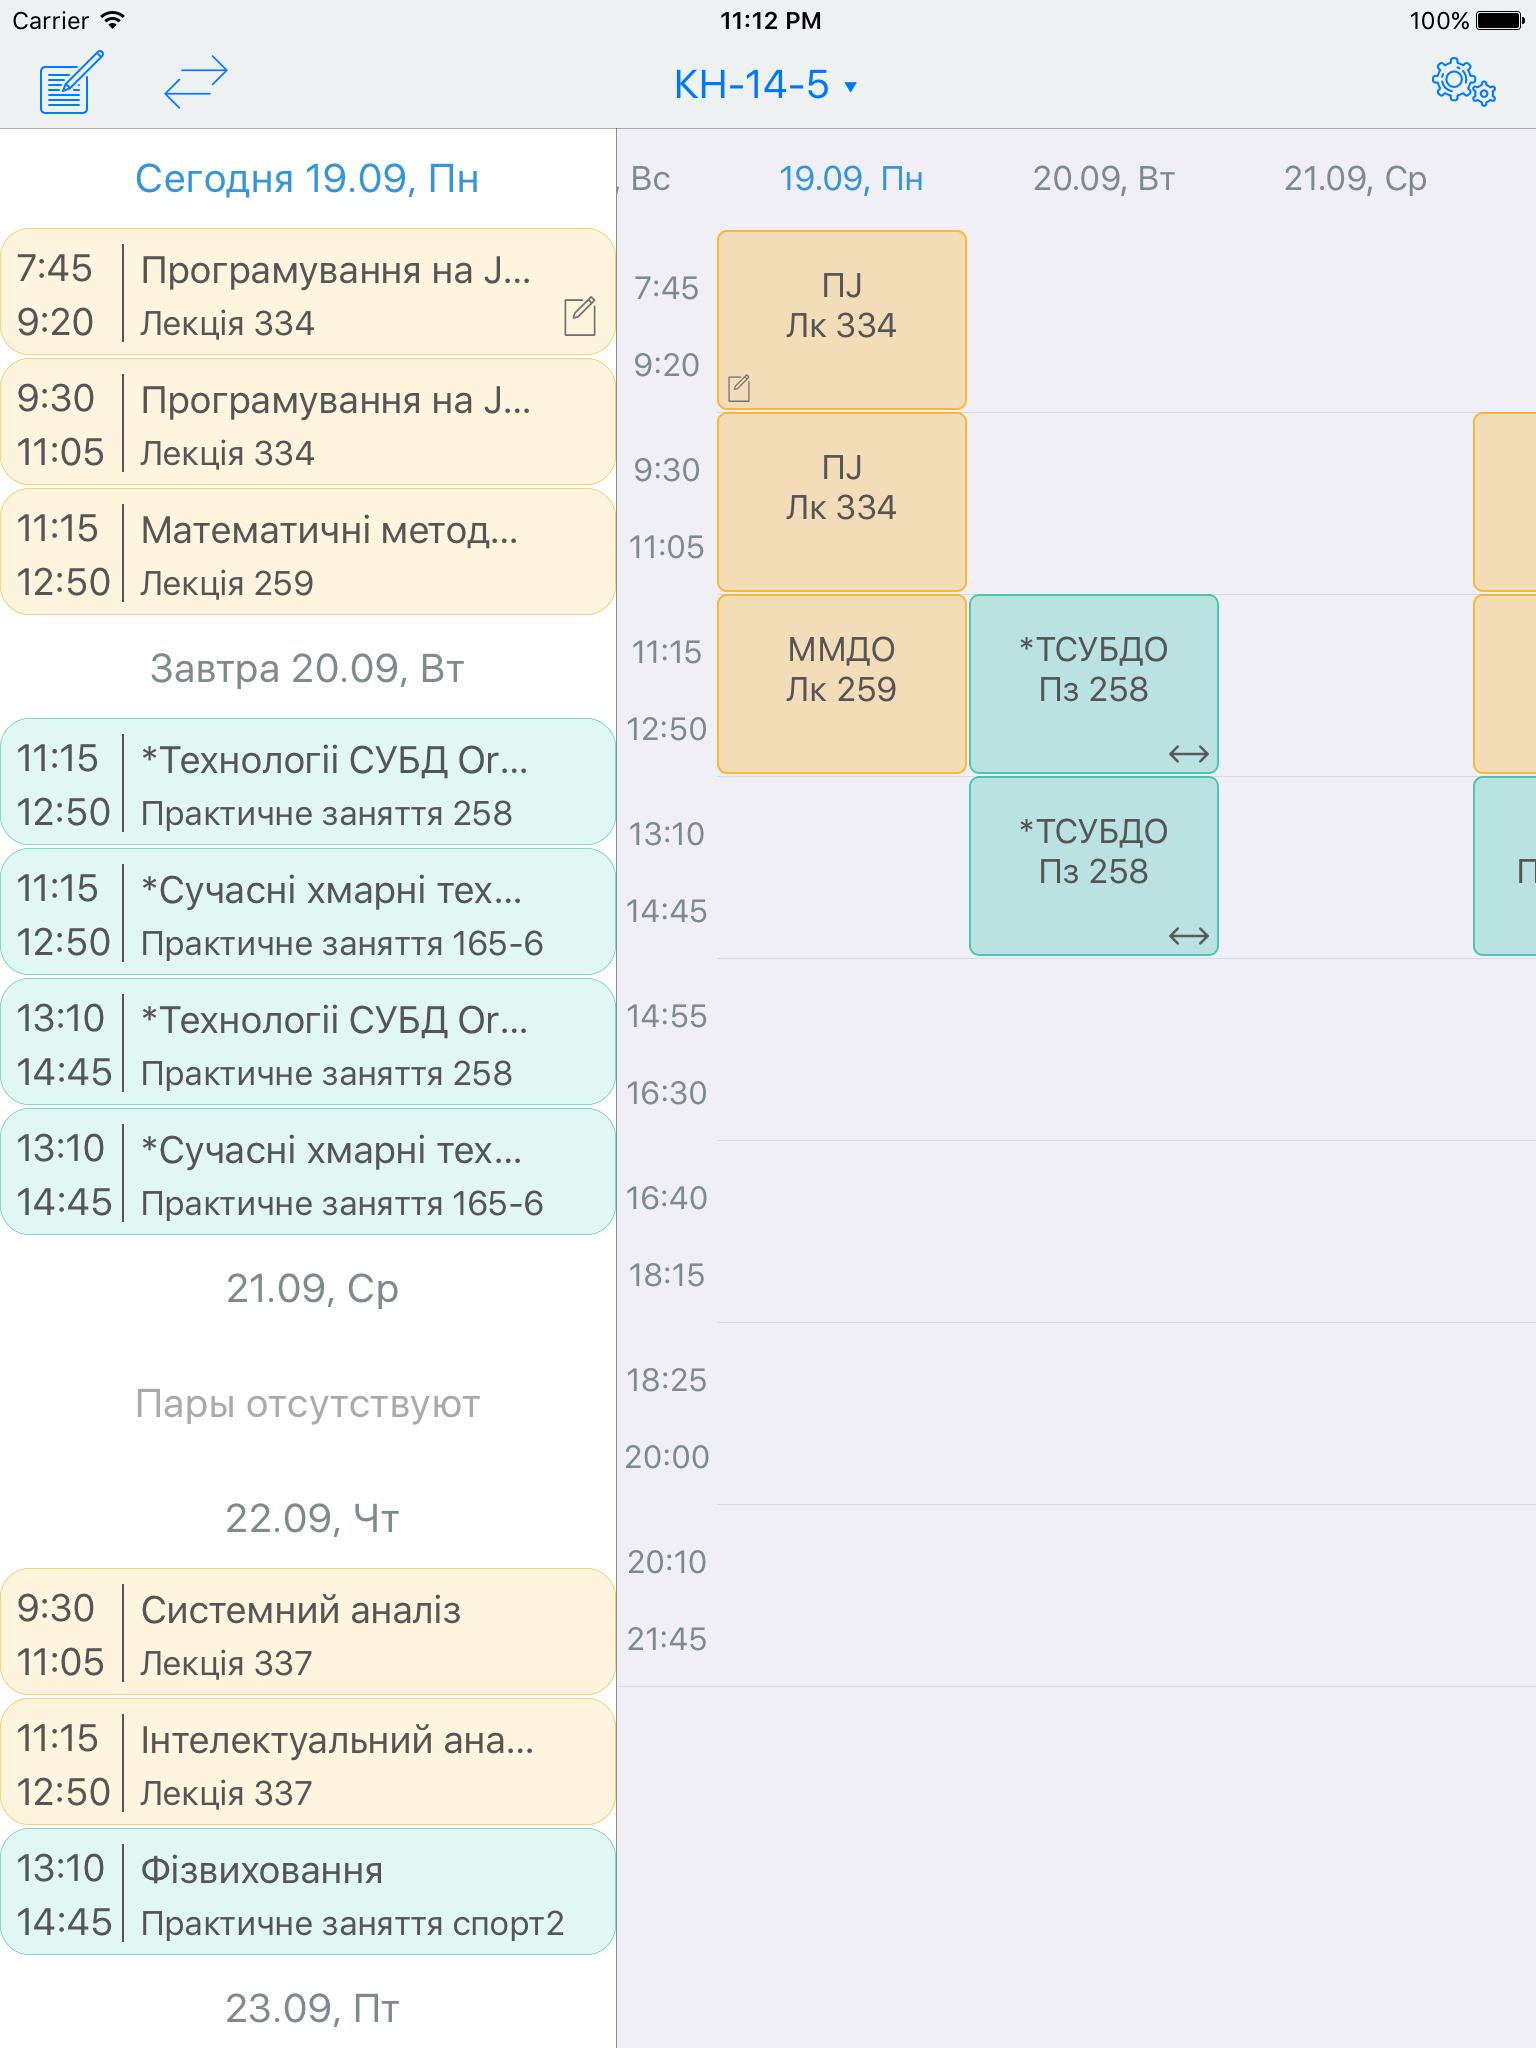 Carrier
11:12 PM
100%
КН-14-5 ▾
Сегодня 19.09, Пн
7:45
9:20
Програмування на J...
Лекція 334
9:30
11:05
Програмування на J...
Лекція 334
11:15
12:50
Математичні метод...
Лекція 259
Завтра 20.09, Вт
11:15
12:50
*Технологіі СУБД Or...
Практичне заняття 258
11:15
12:50
*Сучасні хмарні тех...
Практичне заняття 165-6
13:10
14:45
*Технологіі СУБД Or...
Практичне заняття 258
13:10
14:45
*Сучасні хмарні тех...
Практичне заняття 165-6
21.09, Ср
Пары отсутствуют
22.09, Чт
9:30
11:05
Системний аналіз
Лекція 337
11:15
12:50
Інтелектуальний ана...
Лекція 337
13:10
14:45
Фізвиховання
Практичне заняття спорт2
23.09, Пт
, Вс
19.09, Пн
20.09, Вт
21.09, Ср
7:45
9:20
ПJ
Лк 334
9:30
11:05
ПJ
Лк 334
11:15
12:50
ММДО
Лк 259
*ТСУБДО
Пз 258
13:10
14:45
*ТСУБДО
Пз 258
14:55
16:30
16:40
18:15
18:25
20:00
20:10
21:45